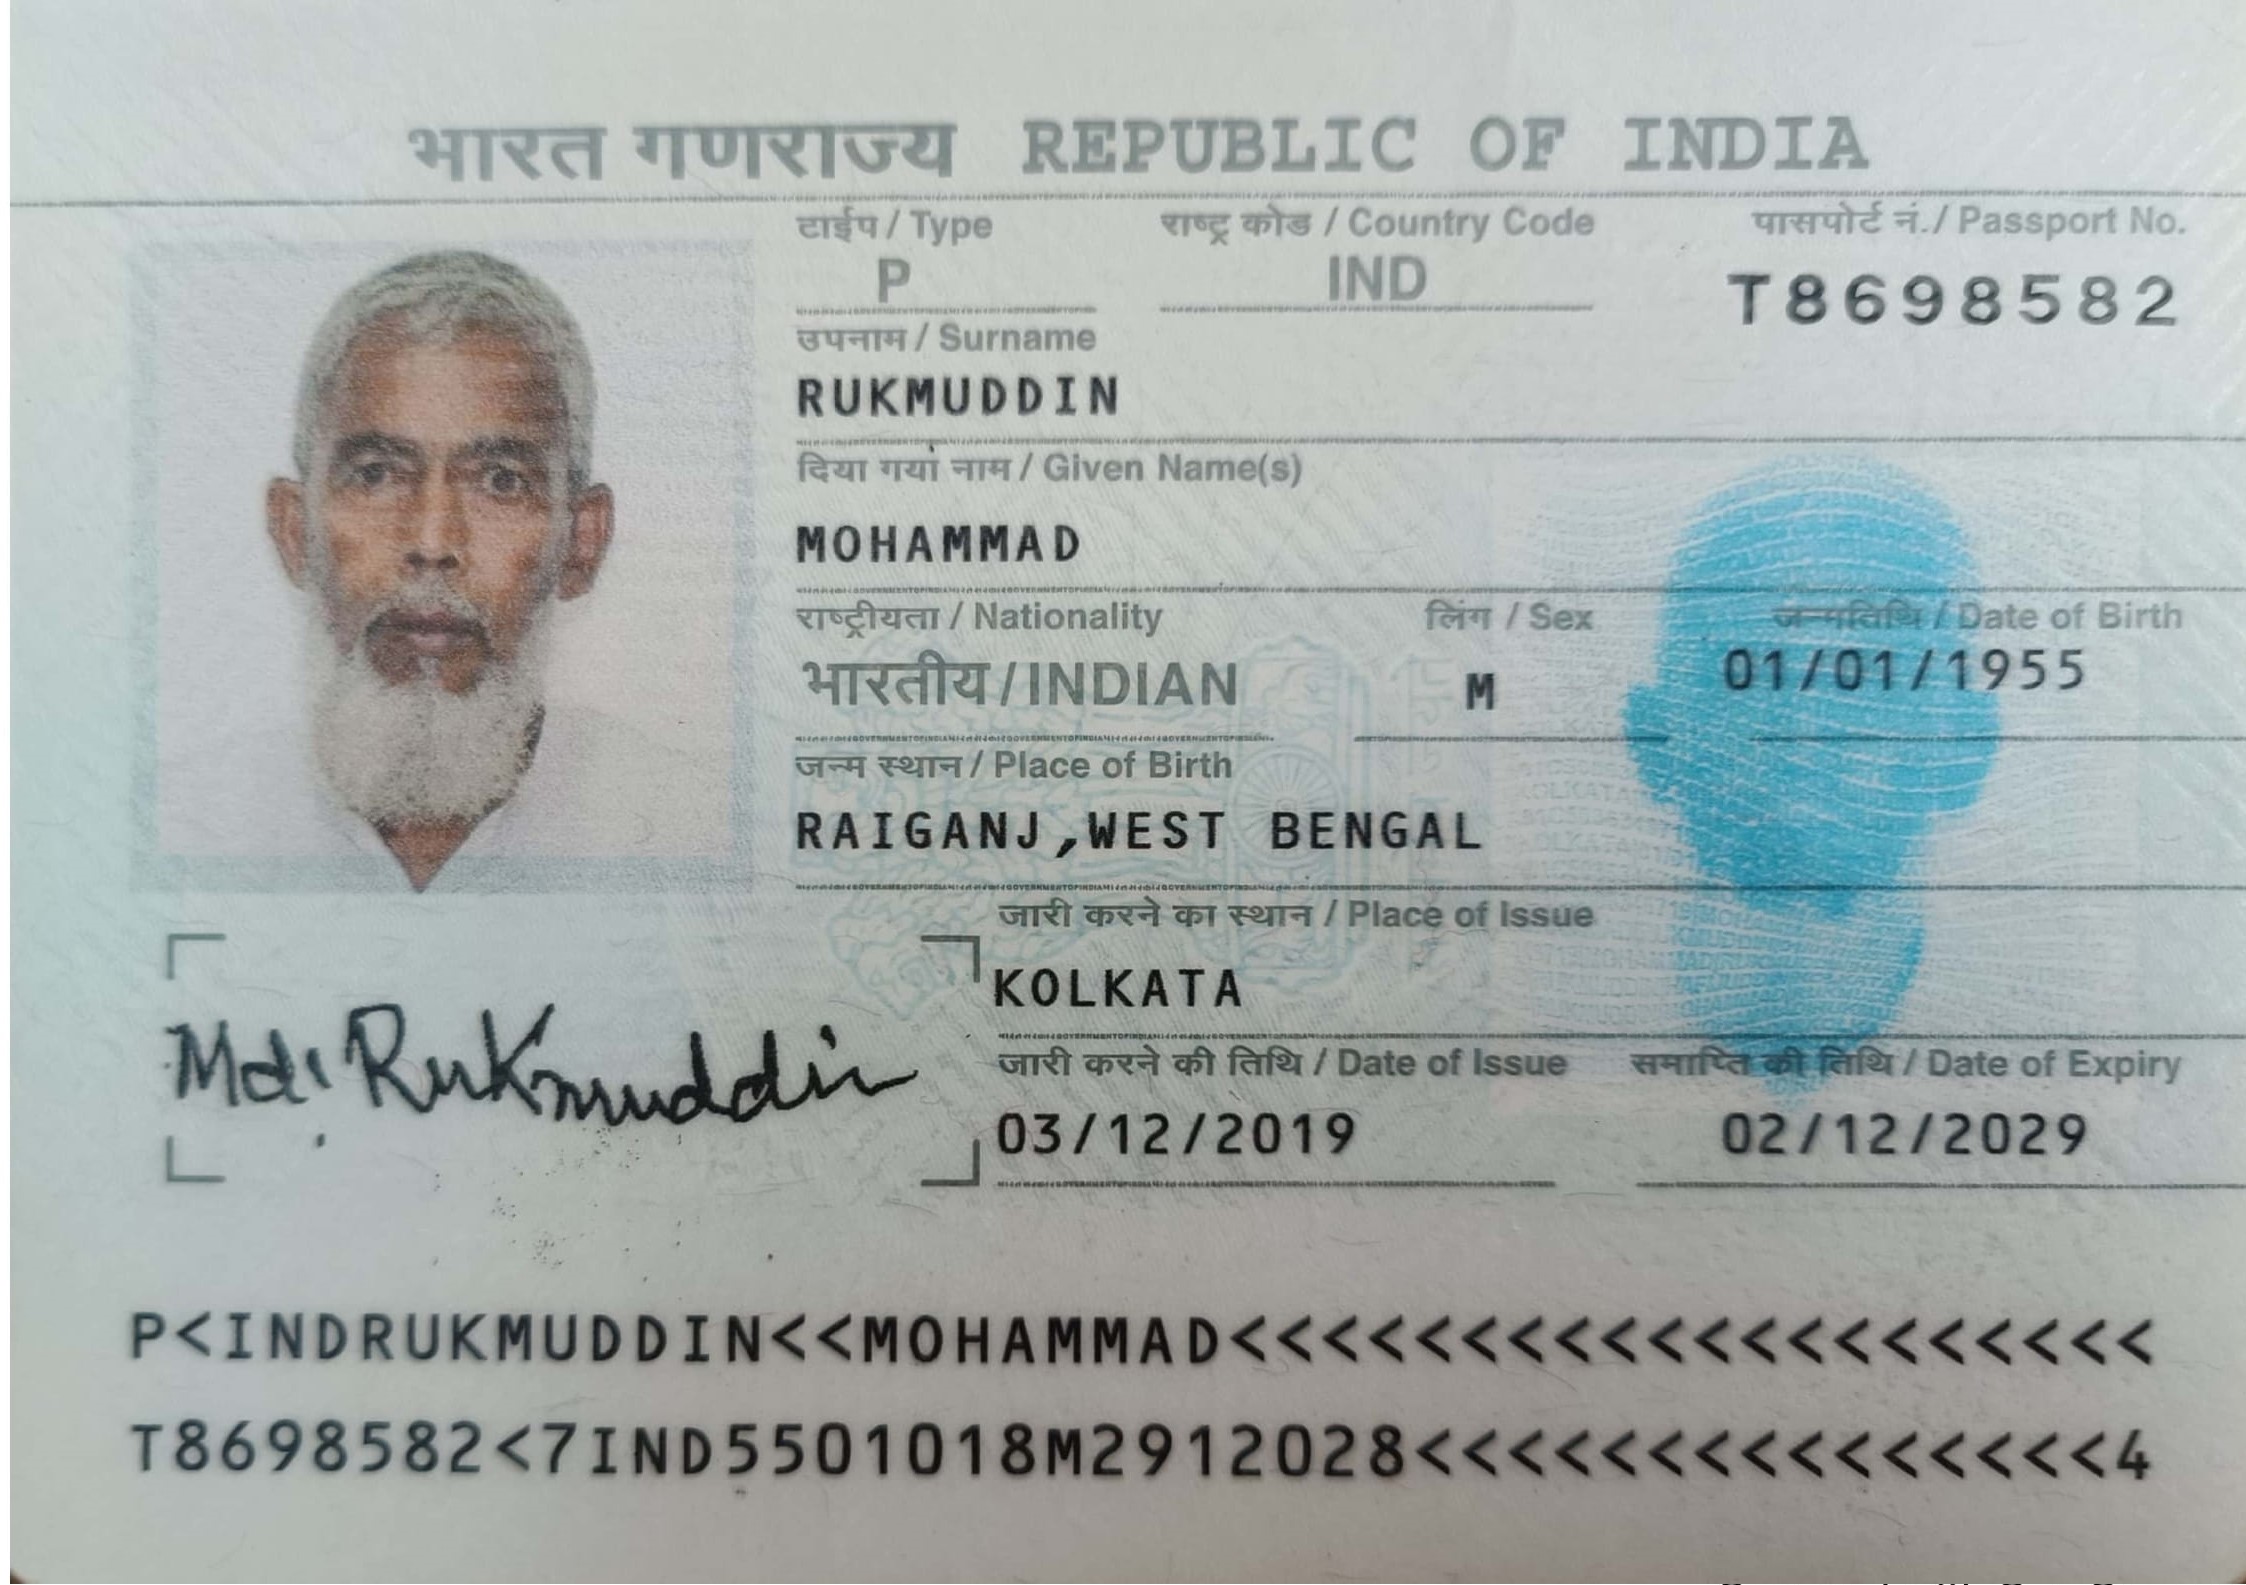 भारत गणराज्य REPUBLIC OF INDIA
टाईप / Type राष्ट्र कोड / Country Code पासपोर्ट नं. / Passport No.
P IND T8698582
उपनाम / Surname
RUKMUDDIN
दिया गया नाम / Given Name(s)
MOHAMMAD
राष्ट्रीयता / Nationality लिंग / Sex जन्मतिथि / Date of Birth
भारतीय / INDIAN M 01/01/1955
जन्म स्थान / Place of Birth
RAIGANJ,WEST BENGAL
जारी करने का स्थान / Place of Issue
KOLKATA
Md. Rukmuddin
जारी करने की तिथि / Date of Issue समाप्ति की तिथि / Date of Expiry
03/12/2019 02/12/2029
P<INDRUKMUDDIN<<MOHAMMAD<<<<<<<<<<<<<<<<<<<<
T8698582<7IND5501018M2912028<<<<<<<<<<<<<<<4